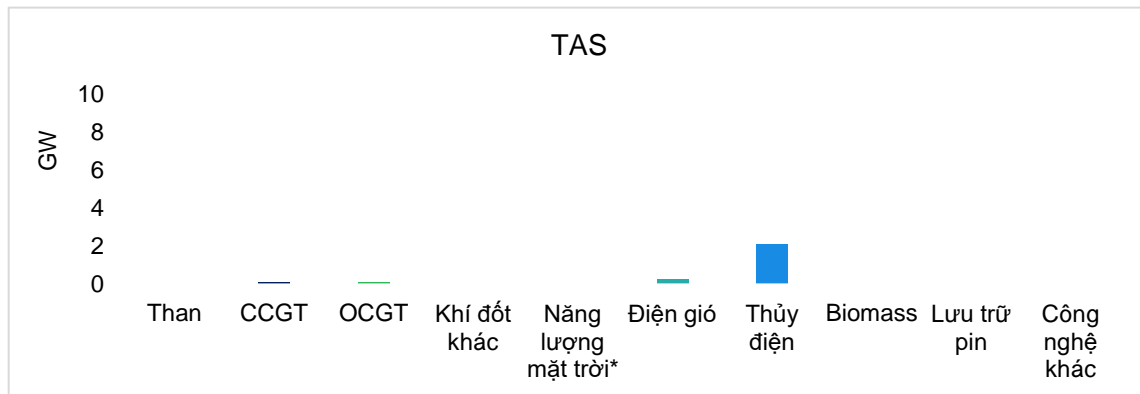 TAS
10
8
6
4
2
0
GW
Than
CCGT
OCGT
Khí đốt
khác
Năng
lượng
mặt trời*
Điện gió
Thủy
điện
Biomass
Lưu trữ
pin
Công
nghệ
khác